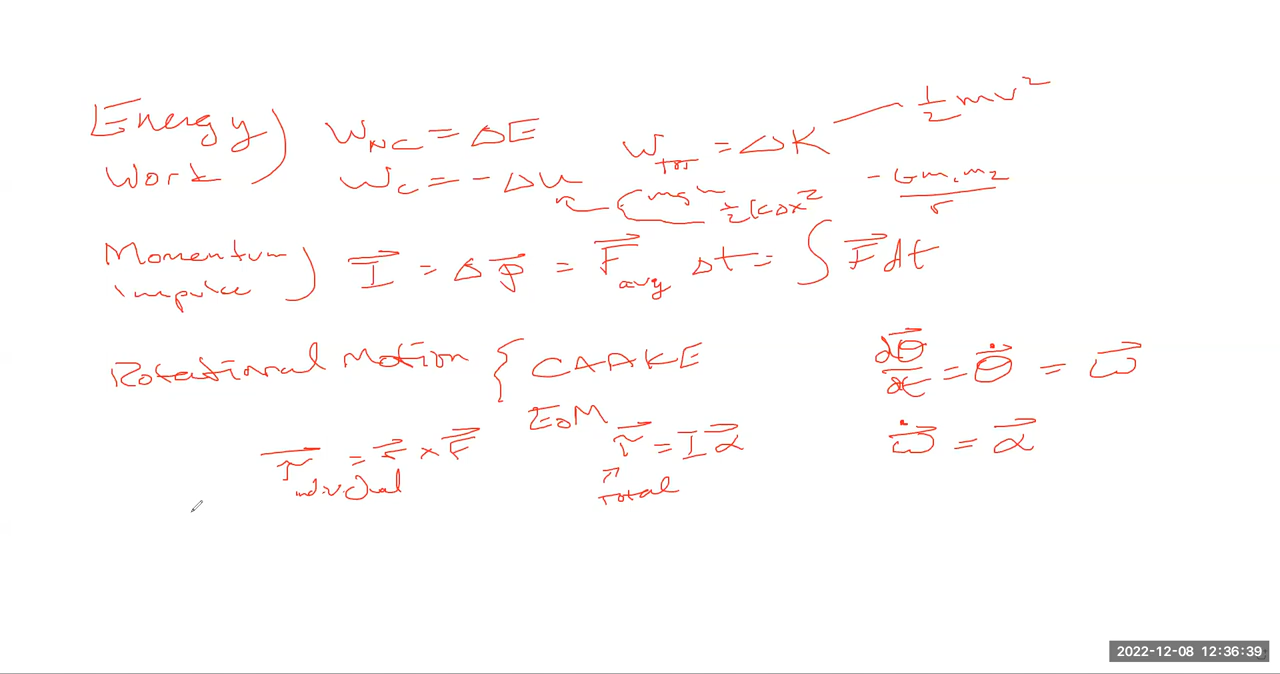 Energy
Work
W_NC = ΔE
W_tot = ΔK
½mv²
W_C = -ΔU
mgh
½kΔx²
-Gm₁m₂/r
Momentum
impulse
I⃗ = Δp⃗ = F⃗_avg Δt = ∫F⃗dt
Rotational Motion { CAAKE
dθ⃗/dt = θ⃗̇ = ω⃗
EoM
τ⃗_individual = r⃗ × F⃗
τ⃗ = Iα⃗
Total
ω⃗̇ = α⃗
2022-12-08 12:36:39